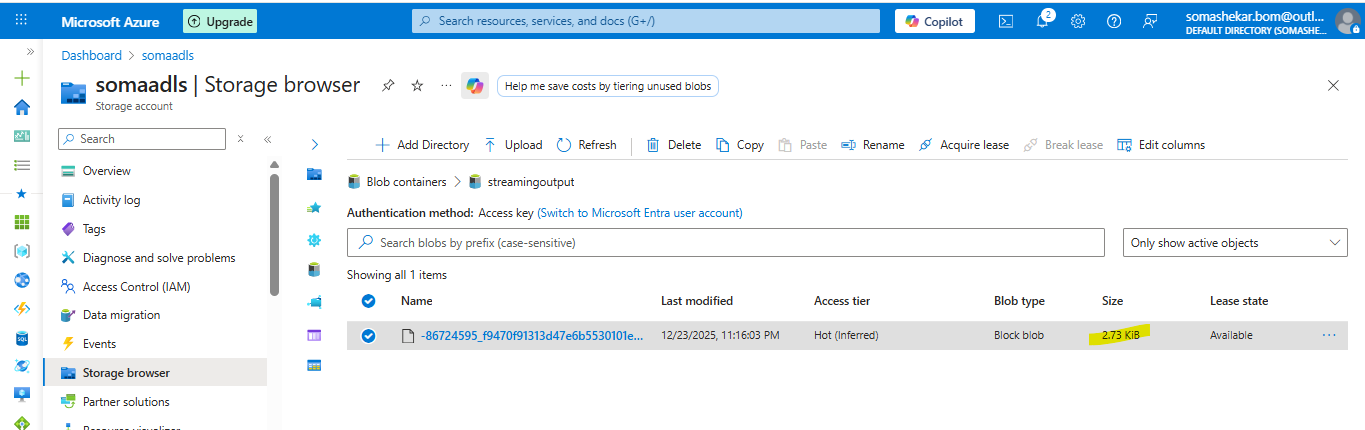 Microsoft Azure
Upgrade
Search resources, services, and docs (G+/)
Copilot
2
somashekar.bom@outl...
DEFAULT DIRECTORY (SOMASHE...
Dashboard > somaadls
somaadls | Storage browser
Storage account
Help me save costs by tiering unused blobs
Search
Overview
Activity log
Tags
Diagnose and solve problems
Access Control (IAM)
Data migration
Events
Storage browser
Partner solutions
Resource visualizer
Add Directory Upload Refresh Delete Copy Paste Rename Acquire lease Break lease Edit columns
Blob containers > streamingoutput
Authentication method: Access key (Switch to Microsoft Entra user account)
Search blobs by prefix (case-sensitive)
Only show active objects
Showing all 1 items
Name Last modified Access tier Blob type Size Lease state
-86724595_f9470f91313d47e6b5530101e... 12/23/2025, 11:16:03 PM Hot (Inferred) Block blob 2.73 KiB Available